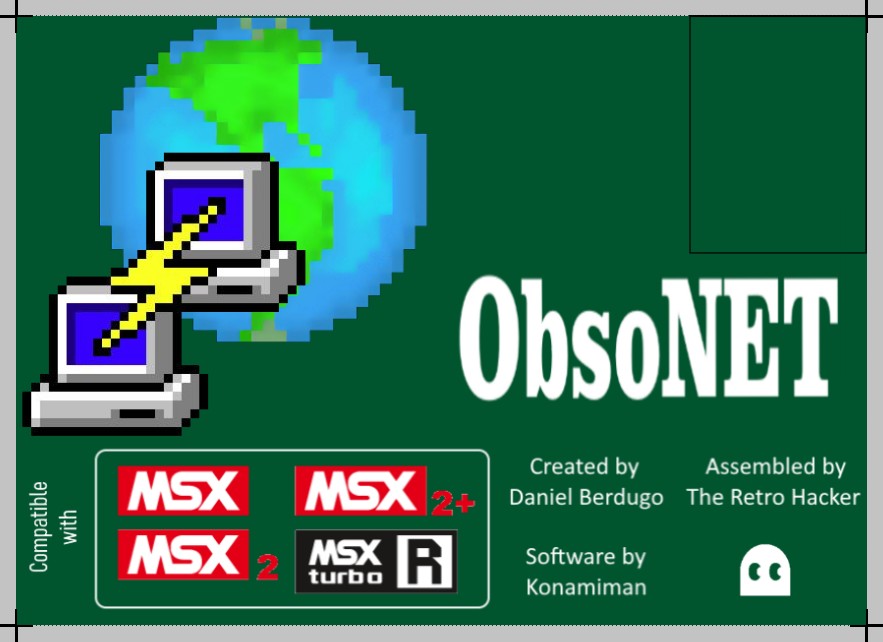 ObsoNET
Compatible
with
MSX
MSX 2+
MSX 2
MSX
turbo R
Created by
Daniel Berdugo
Assembled by
The Retro Hacker
Software by
Konamiman